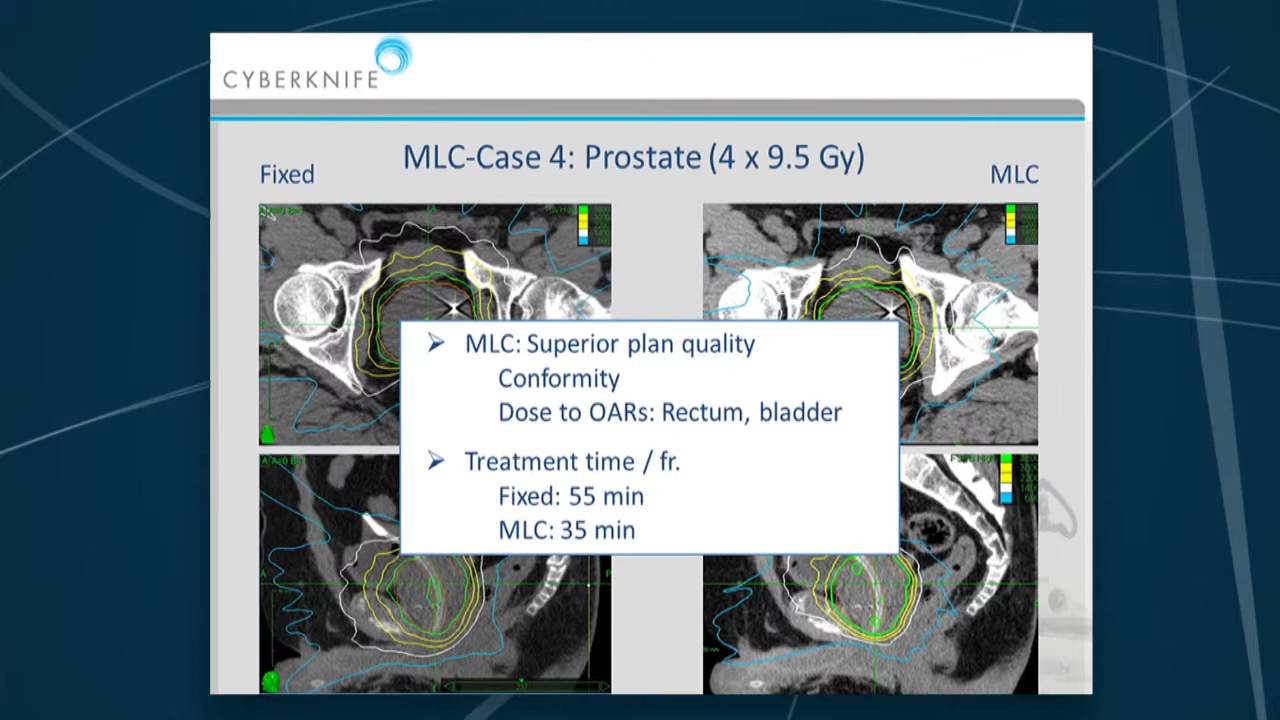 CYBERKNIFE
MLC-Case 4: Prostate (4 x 9.5 Gy)
Fixed
MLC
➢ MLC: Superior plan quality
Conformity
Dose to OARs: Rectum, bladder
➢ Treatment time / fr.
Fixed: 55 min
MLC: 35 min